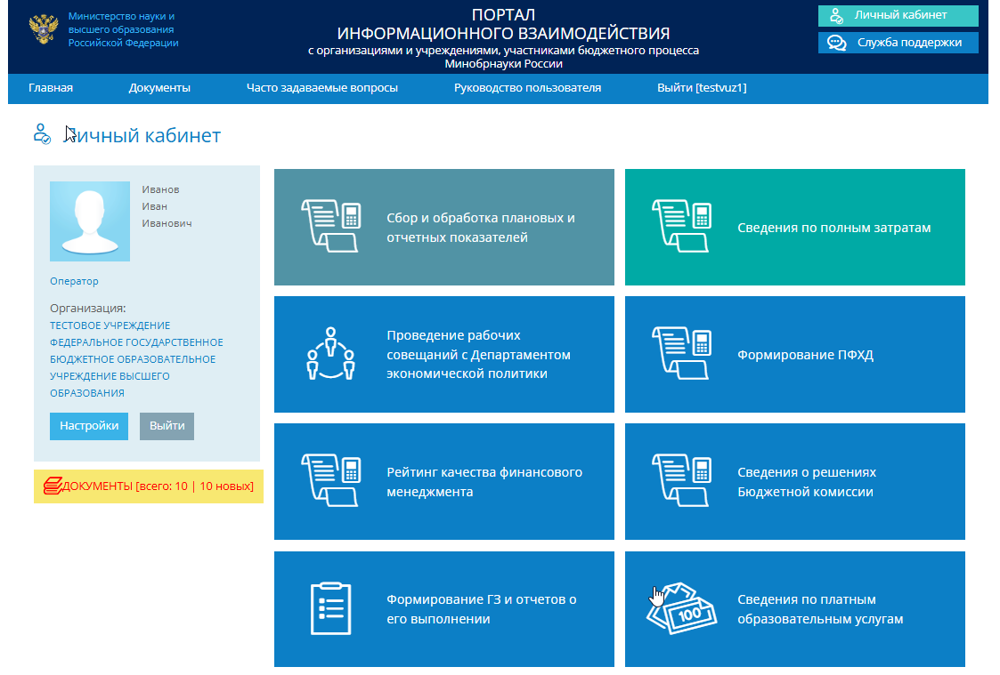 Министерство науки и
высшего образования
Российской Федерации
ПОРТАЛ
ИНФОРМАЦИОННОГО ВЗАИМОДЕЙСТВИЯ
с организациями и учреждениями, участниками бюджетного процесса
Минобрнауки России
Личный кабинет
Служба поддержки
Главная
Документы
Часто задаваемые вопросы
Руководство пользователя
Выйти [testvuz1]
Личный кабинет
Иванов
Иван
Иванович
Оператор
Организация:
ТЕСТОВОЕ УЧРЕЖДЕНИЕ
ФЕДЕРАЛЬНОЕ ГОСУДАРСТВЕННОЕ
БЮДЖЕТНОЕ ОБРАЗОВАТЕЛЬНОЕ
УЧРЕЖДЕНИЕ ВЫСШЕГО
ОБРАЗОВАНИЯ
Настройки
Выйти
ДОКУМЕНТЫ [всего: 10 | 10 новых]
Сбор и обработка плановых и
отчетных показателей
Сведения по полным затратам
Проведение рабочих
совещаний с Департаментом
экономической политики
Формирование ПФХД
Рейтинг качества финансового
менеджмента
Сведения о решениях
Бюджетной комиссии
Формирование ГЗ и отчетов о
его выполнении
100
Сведения по платным
образовательным услугам